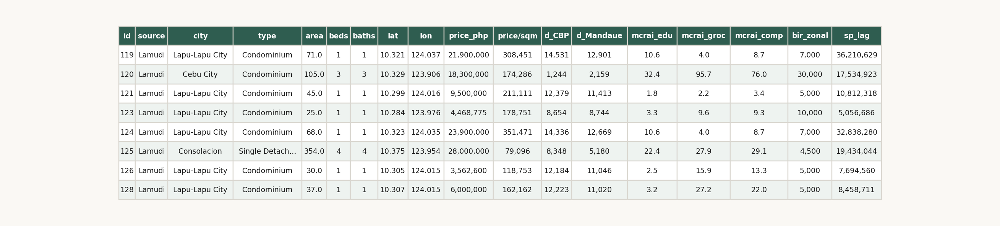 id source city type area beds baths lat lon price_php price/sqm d_CBP d_Mandaue mcrai_edu mcrai_groc mcrai_comp bir_zonal sp_lag
119 Lamudi Lapu-Lapu City Condominium 71.0 1 1 10.321 124.037 21,900,000 308,451 14,531 12,901 10.6 4.0 8.7 7,000 36,210,629
120 Lamudi Cebu City Condominium 105.0 3 3 10.329 123.906 18,300,000 174,286 1,244 2,159 32.4 95.7 76.0 30,000 17,534,923
121 Lamudi Lapu-Lapu City Condominium 45.0 1 1 10.299 124.016 9,500,000 211,111 12,379 11,413 1.8 2.2 3.4 5,000 10,812,318
123 Lamudi Lapu-Lapu City Condominium 25.0 1 1 10.284 123.976 4,468,775 178,751 8,654 8,744 3.3 9.6 9.3 10,000 5,056,686
124 Lamudi Lapu-Lapu City Condominium 68.0 1 1 10.323 124.035 23,900,000 351,471 14,336 12,669 10.6 4.0 8.7 7,000 32,838,280
125 Lamudi Consolacion Single Detach... 354.0 4 4 10.375 123.954 28,000,000 79,096 8,348 5,180 22.4 27.9 29.1 4,500 19,434,044
126 Lamudi Lapu-Lapu City Condominium 30.0 1 1 10.305 124.015 3,562,600 118,753 12,184 11,046 2.5 15.9 13.3 5,000 7,694,560
128 Lamudi Lapu-Lapu City Condominium 37.0 1 1 10.307 124.015 6,000,000 162,162 12,223 11,020 3.2 27.2 22.0 5,000 8,458,711